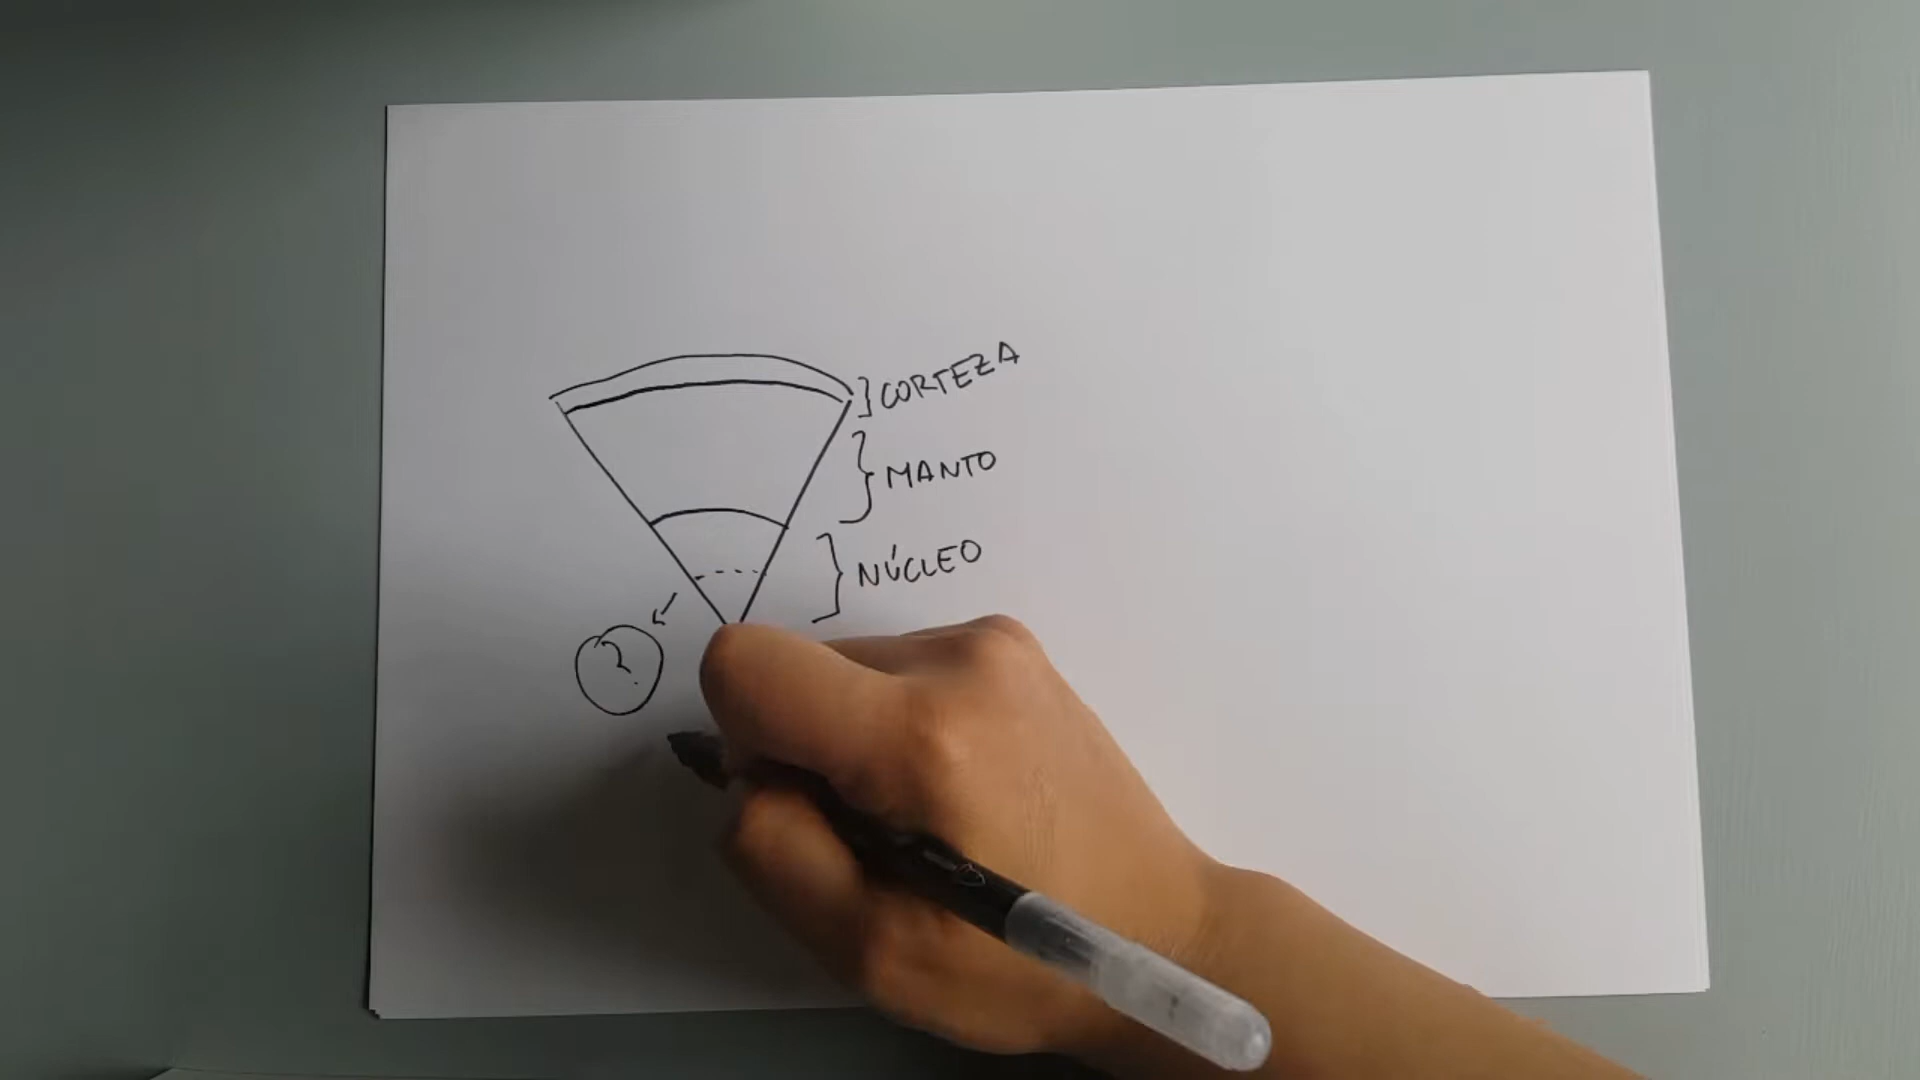 } CORTEZA
} MANTO
} NÚCLEO
?